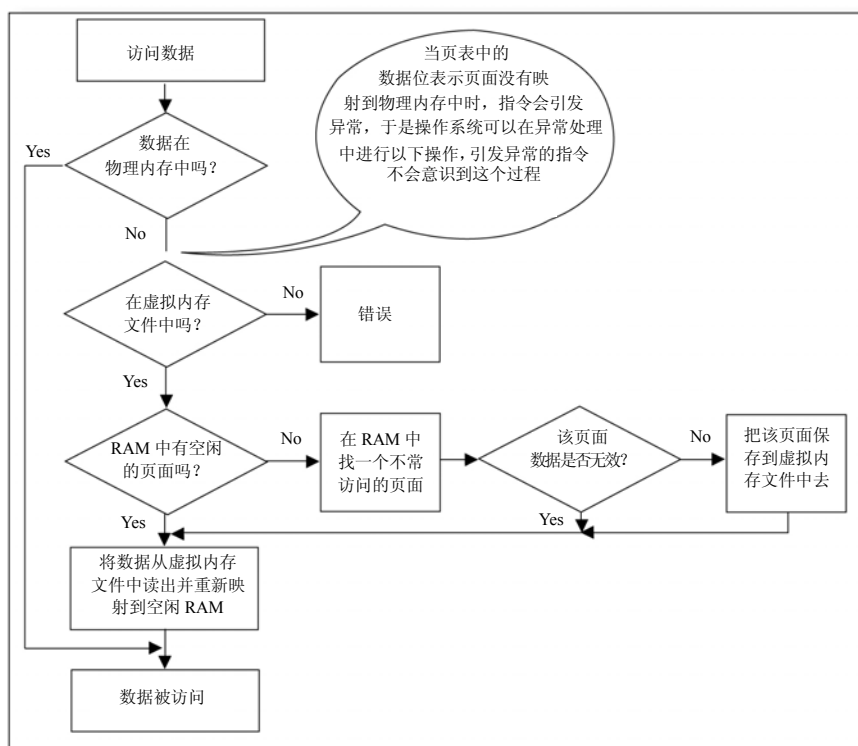 访问数据
当页表中的
数据位表示页面没有映
射到物理内存中时，指令会引发
异常，于是操作系统可以在异常处理
中进行以下操作，引发异常的指令
不会意识到这个过程
数据在
物理内存中吗？
Yes
No
在虚拟内存
文件中吗？
No
错误
Yes
RAM 中有空闲
的页面吗？
No
在 RAM 中
找一个不常
访问的页面
该页面
数据是否无效？
No
把该页面保
存到虚拟内
存文件中去
Yes
Yes
将数据从虚拟内存
文件中读出并重新映
射到空闲 RAM
数据被访问